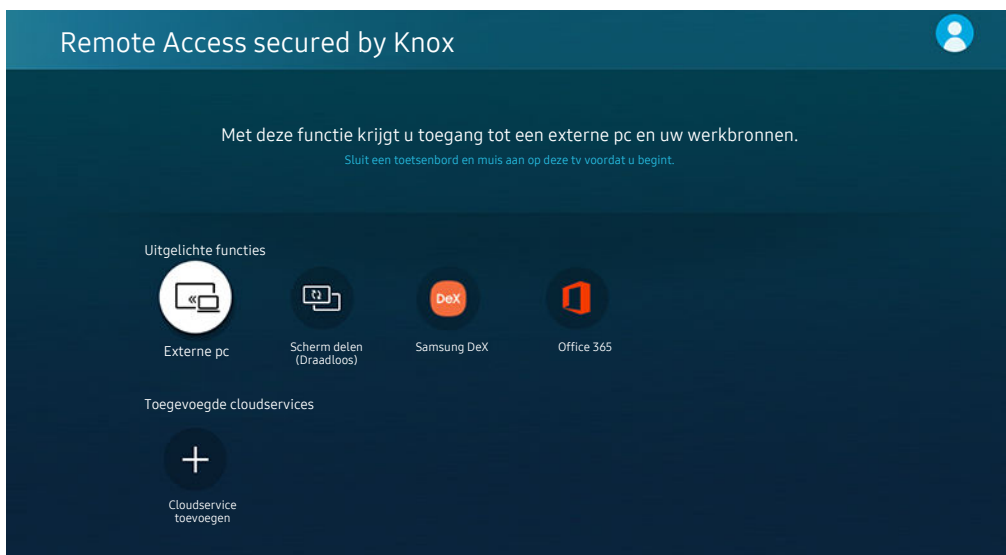 Remote Access secured by Knox
Met deze functie krijgt u toegang tot een externe pc en uw werkbronnen.
Sluit een toetsenbord en muis aan op deze tv voordat u begint.
Uitgelichte functies
DeX
Externe pc
Scherm delen
(Draadloos)
Samsung DeX
Office 365
Toegevoegde cloudservices
Cloudservice
toevoegen